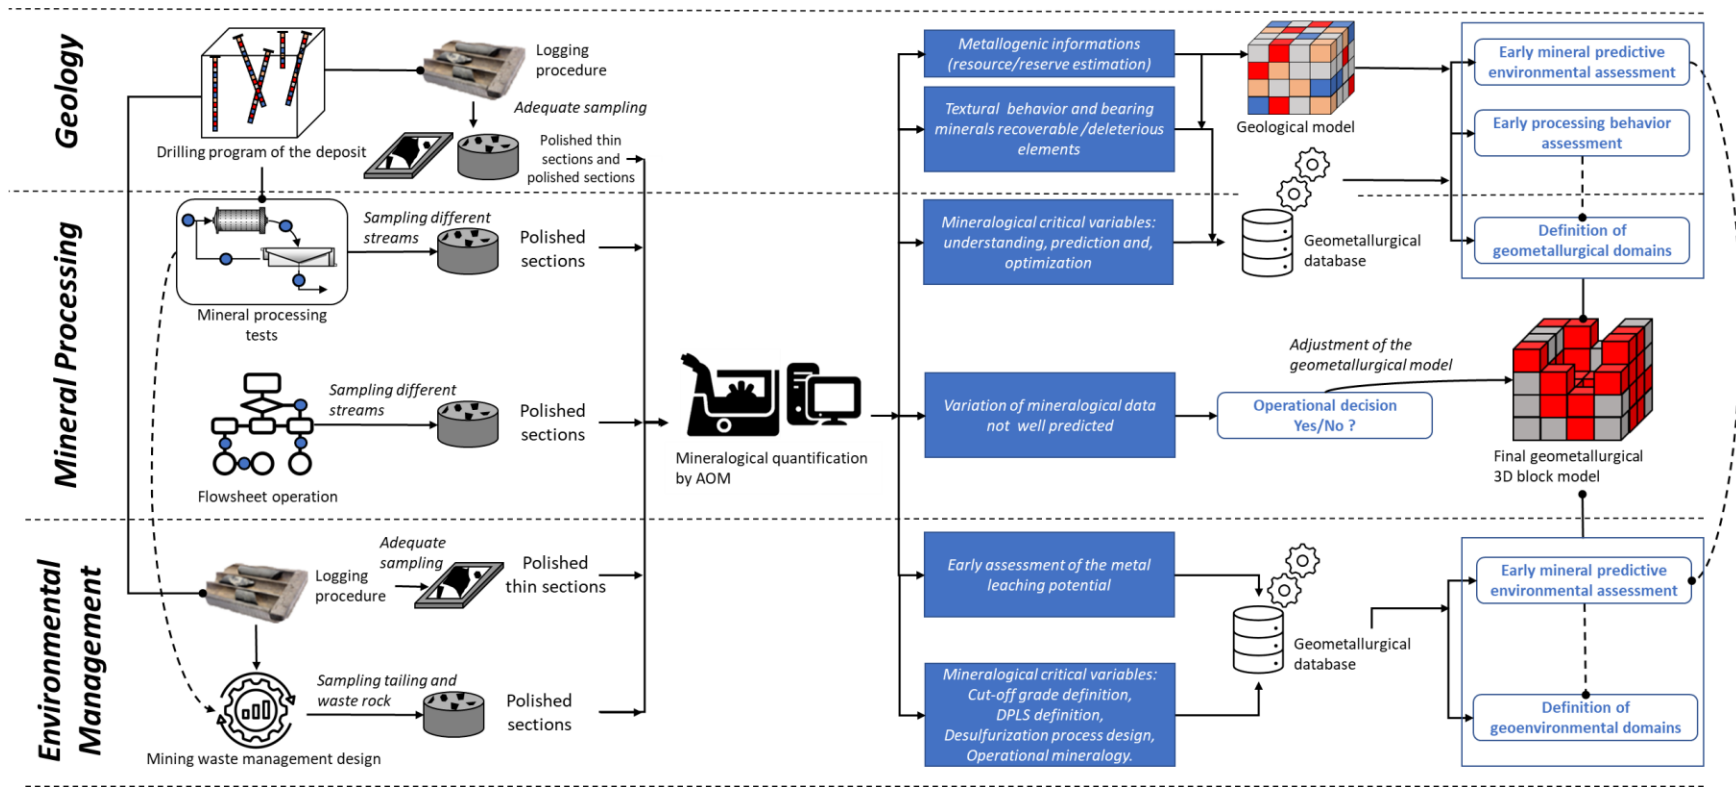 Geology
Drilling program of the deposit
Logging
procedure
Adequate sampling
Polished thin
sections and
polished sections
Metallogenic informations
(resource/reserve estimation)
Textural behavior and bearing
minerals recoverable /deleterious
elements
Geological model
Early mineral predictive
environmental assessment
Early processing behavior
assessment
Mineral Processing
Sampling different
streams
Polished
sections
Mineral processing
tests
Mineralogical critical variables:
understanding, prediction and,
optimization
Geometallurgical
database
Definition of
geometallurgical domains
Sampling different
streams
Polished
sections
Flowsheet operation
Mineralogical quantification
by AOM
Variation of mineralogical data
not well predicted
Adjustment of the
geometallurgical model
Operational decision
Yes/No ?
Final geometallurgical
3D block model
Environmental
Management
Logging
procedure
Adequate
sampling
Polished
thin sections
Sampling tailing and
waste rock
Polished
sections
Mining waste management design
Early assessment of the metal
leaching potential
Mineralogical critical variables:
Cut-off grade definition,
DPLS definition,
Desulfurization process design,
Operational mineralogy.
Geometallurgical
database
Early mineral predictive
environmental assessment
Definition of
geoenvironmental domains